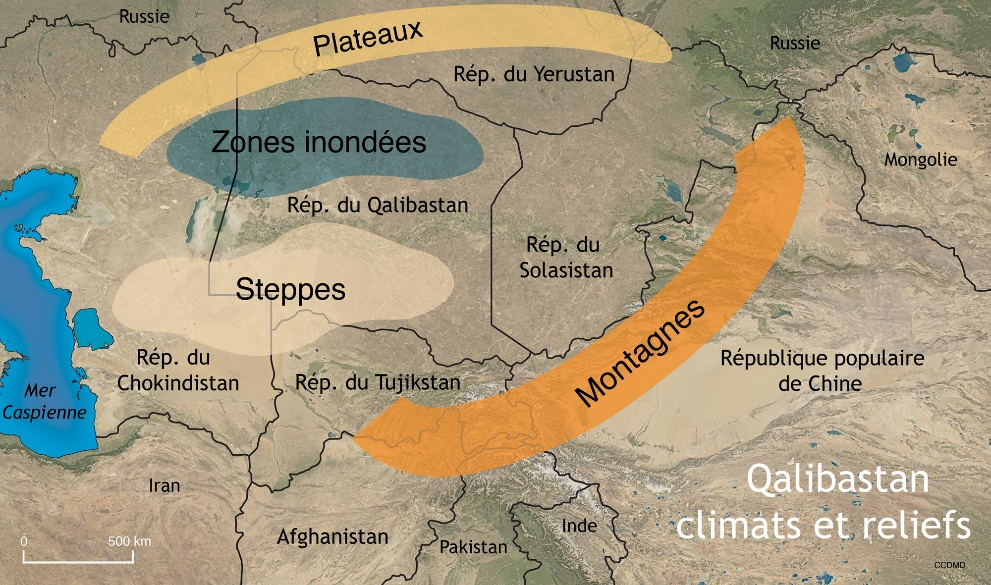 Russie
Plateaux
Russie
Rép. du Yerustan
Zones inondées
Mongolie
Rép. du Qalibastan
Rép. du
Solasistan
Steppes
Montagnes
Rép. du
Chokindistan
Rép. du Tujikstan
République populaire
de Chine
Mer
Caspienne
Iran
Qalibastan
climats et reliefs
Afghanistan
Pakistan
Inde
0 500 km
CCDMD